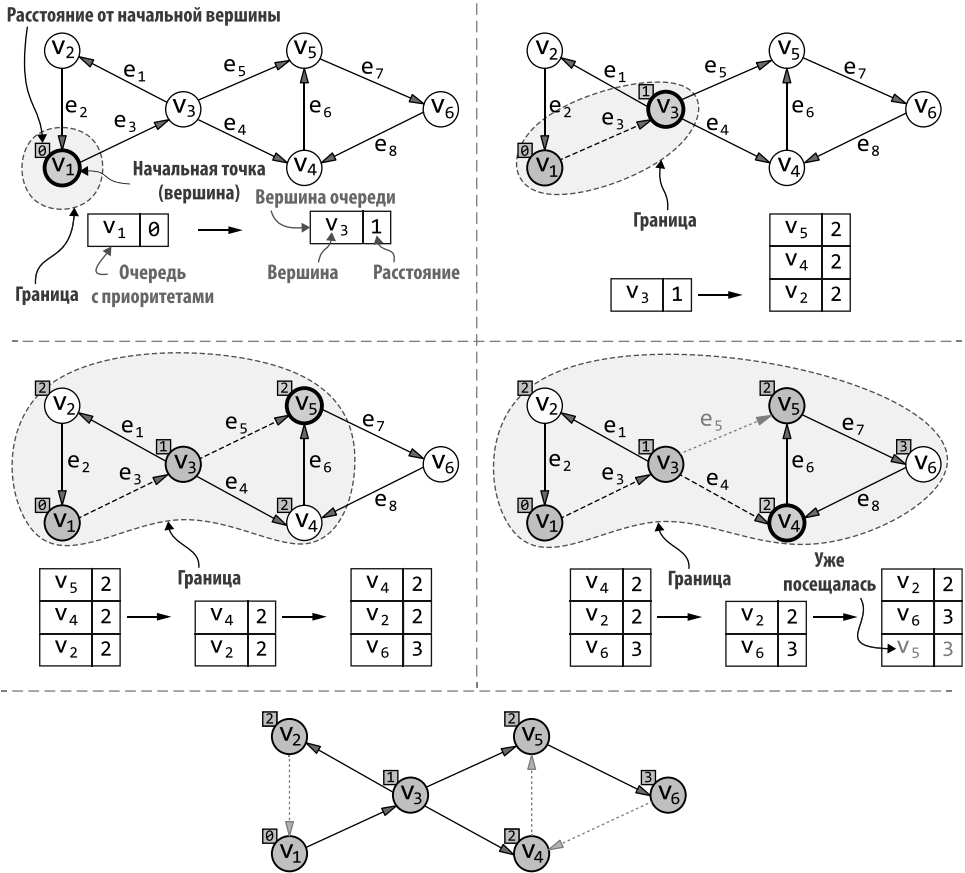 Расстояние от начальной вершины
V2
V5
e1
e5
e7
0
e2
V3
V6
e3
e6
e4
e8
V1
V4
Начальная точка
(вершина)
Вершина очереди
V1 0
V3 1
Очередь
с приоритетами
Вершина
Расстояние
Граница
V2
V5
e1
e5
e7
1
e2
V3
V6
e3
e6
0
e4
e8
V1
V4
Граница
V5 2
V4 2
V2 2
V3 1
2
2
V2
V5
e1
e5
e7
1
e2
V3
V6
e3
e6
e4
0
2
e8
V1
V4
Граница
V5 2
V4 2
V2 2
V4 2
V2 2
V4 2
V2 2
V6 3
2
2
V2
V5
e5
e1
e7
1
3
e2
V3
V6
e3
e6
e4
0
2
e8
V1
V4
Граница
Уже
посещалась
V4 2
V2 2
V6 3
V2 2
V6 3
V2 2
V6 3
V5 3
2
2
V2
V5
1
3
V3
V6
0
2
V1
V4